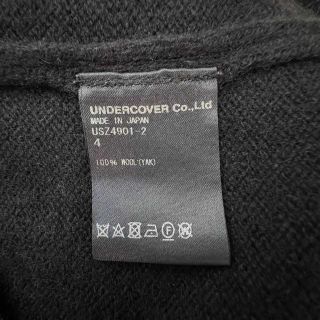 UNDERCOVER Co.,Ltd
MADE IN JAPAN
USZ4901-2
4
100% WOOL(YAK)